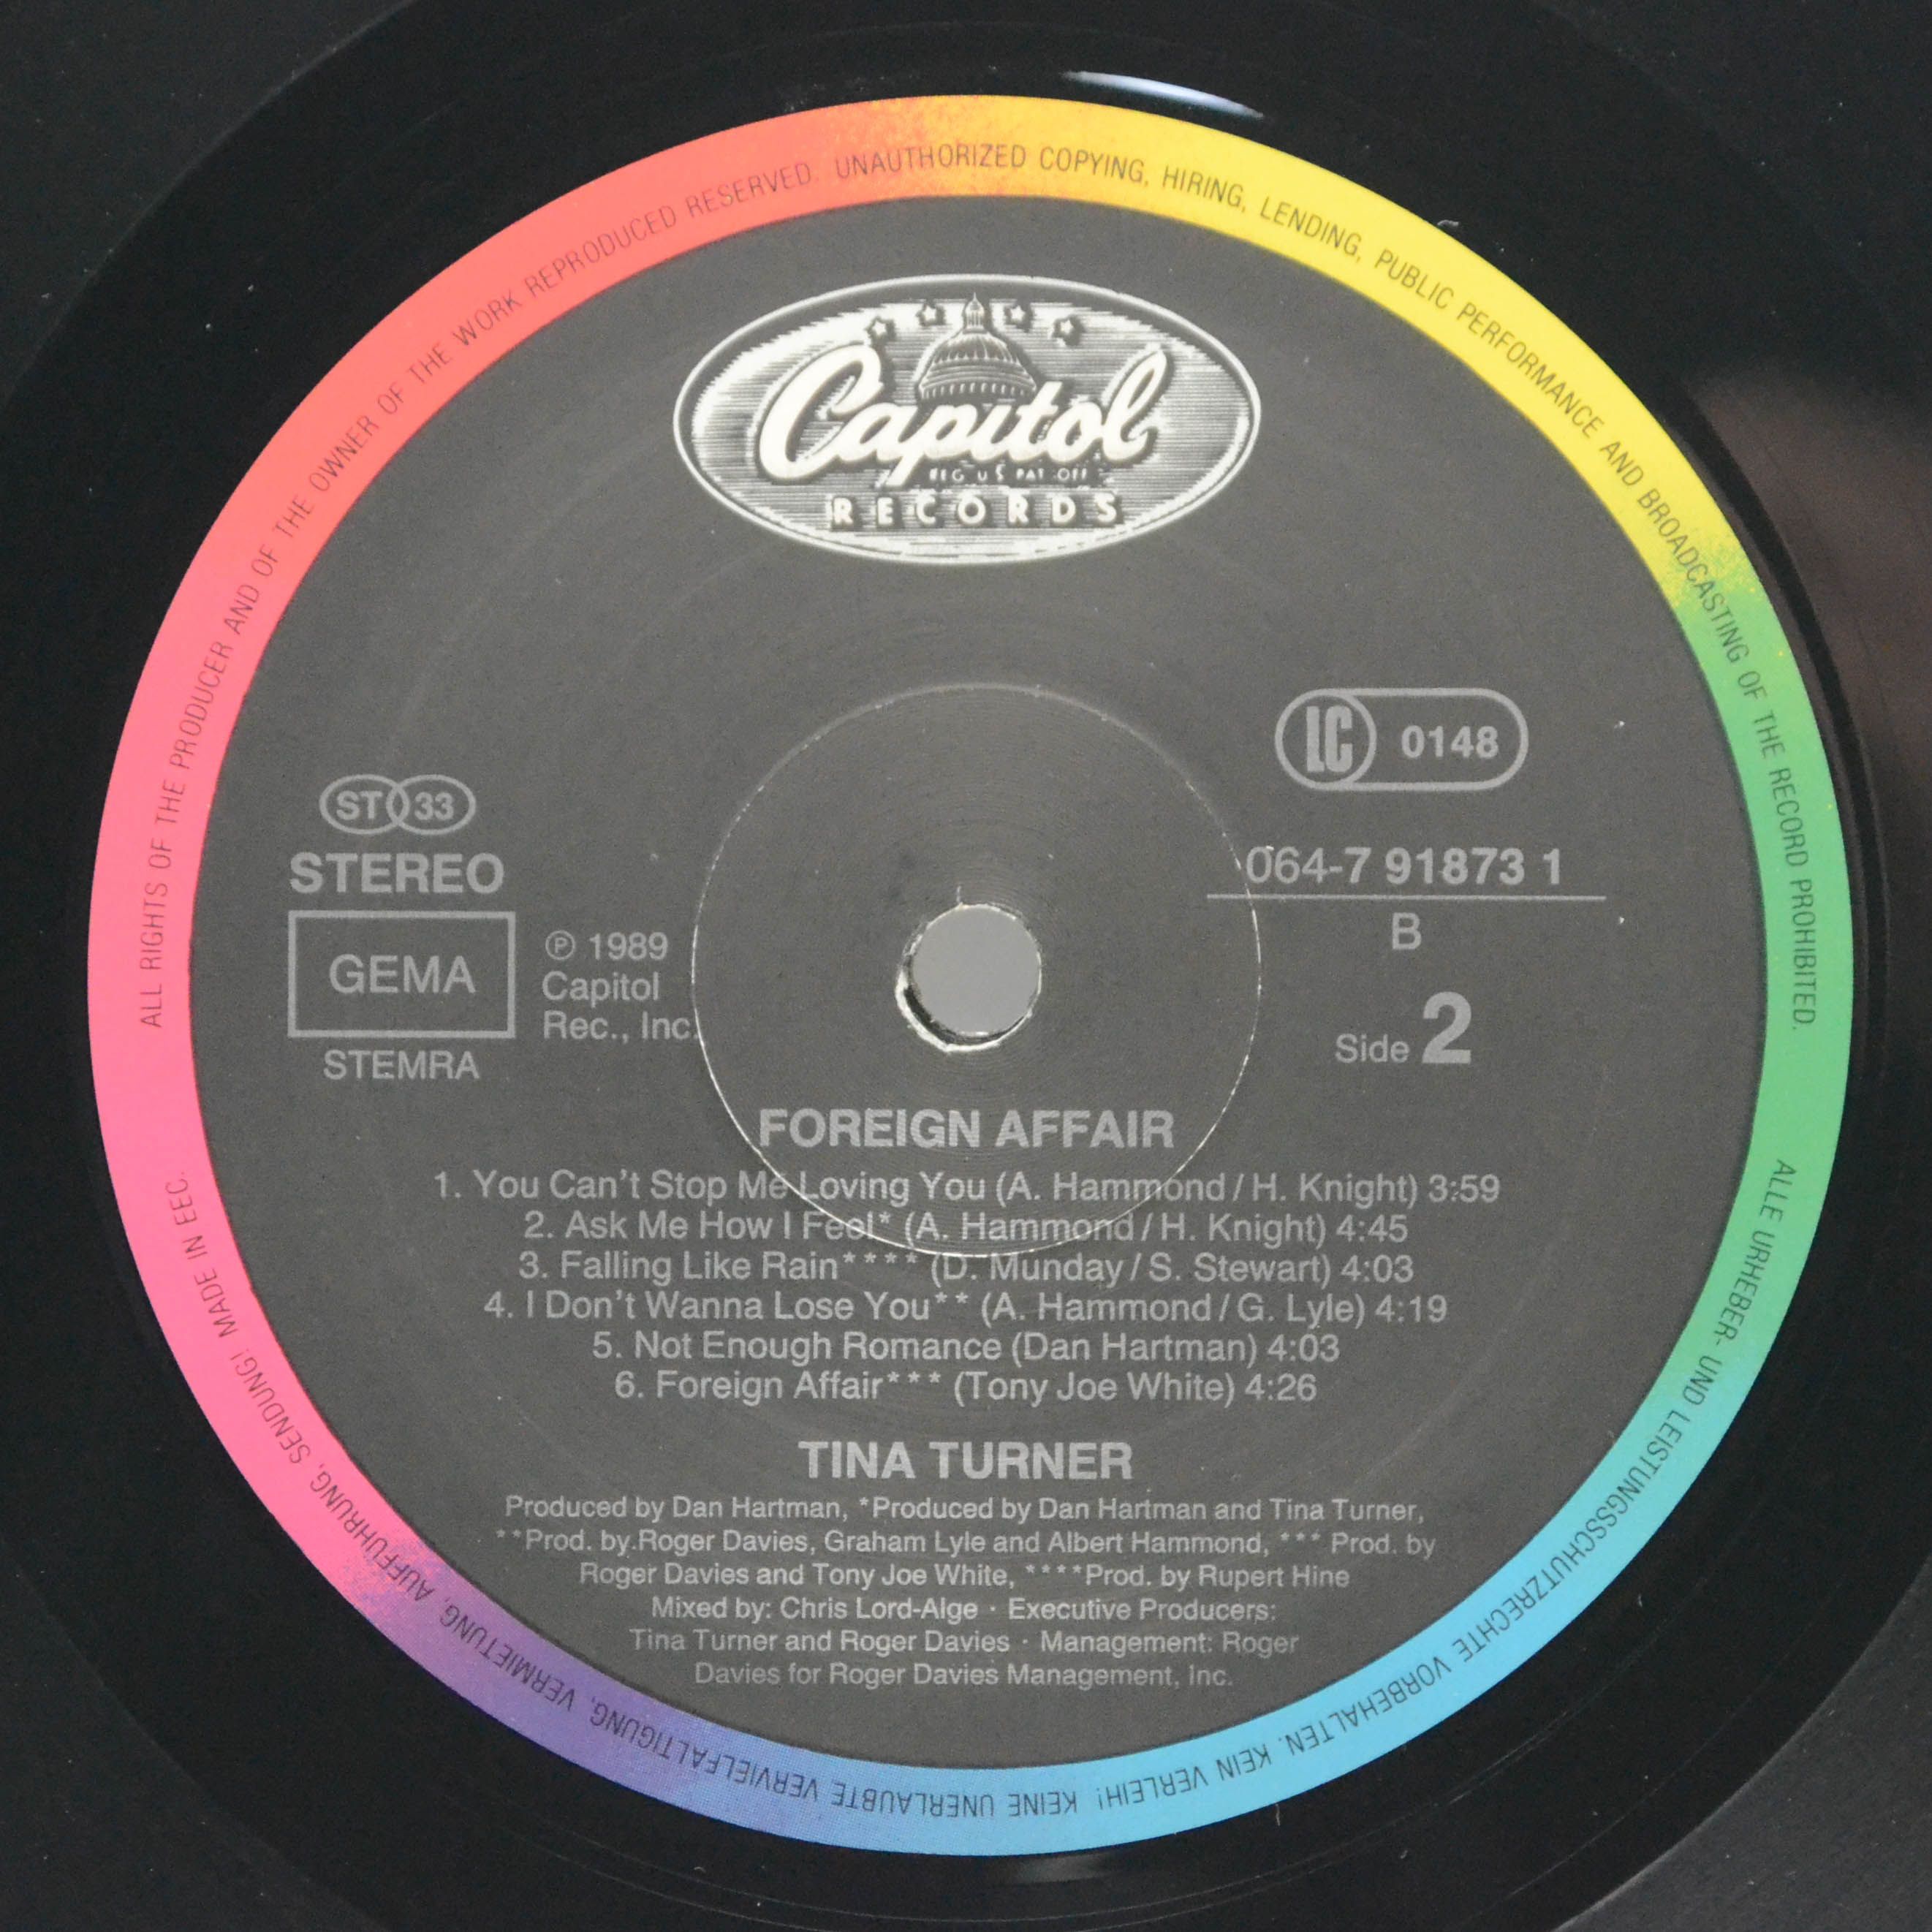 ALL RIGHTS OF THE PRODUCER AND OF THE OWNER OF THE WORK REPRODUCED RESERVED. UNAUTHORIZED COPYING, HIRING, LENDING, PUBLIC PERFORMANCE AND BROADCASTING OF THE RECORD PROHIBITED.
Capitol
REG. U.S. PAT. OFF.
RECORDS
LC 0148
ST 33
STEREO
GEMA
STEMRA
℗ 1989
Capitol
Rec., Inc.
064-7 91873 1
B
Side 2
FOREIGN AFFAIR
1. You Can't Stop Me Loving You (A. Hammond/H. Knight) 3:59
2. Ask Me How I Feel* (A. Hammond/H. Knight) 4:45
3. Falling Like Rain**** (D. Munday/S. Stewart) 4:03
4. I Don't Wanna Lose You** (A. Hammond/G. Lyle) 4:19
5. Not Enough Romance (Dan Hartman) 4:03
6. Foreign Affair*** (Tony Joe White) 4:26
TINA TURNER
Produced by Dan Hartman, *Produced by Dan Hartman and Tina Turner,
**Prod. by Roger Davies, Graham Lyle and Albert Hammond, *** Prod. by
Roger Davies and Tony Joe White, ****Prod. by Rupert Hine
Mixed by: Chris Lord-Alge · Executive Producers:
Tina Turner and Roger Davies · Management: Roger
Davies for Roger Davies Management, Inc.
ALLE URHEBER- UND LEISTUNGSSCHUTZRECHTE VORBEHALTEN. KEIN VERLEIH! KEINE UNERLAUBTE VERVIELFÄLTIGUNG, VERMIETUNG, AUFFÜHRUNG, SENDUNG! MADE IN EEC.